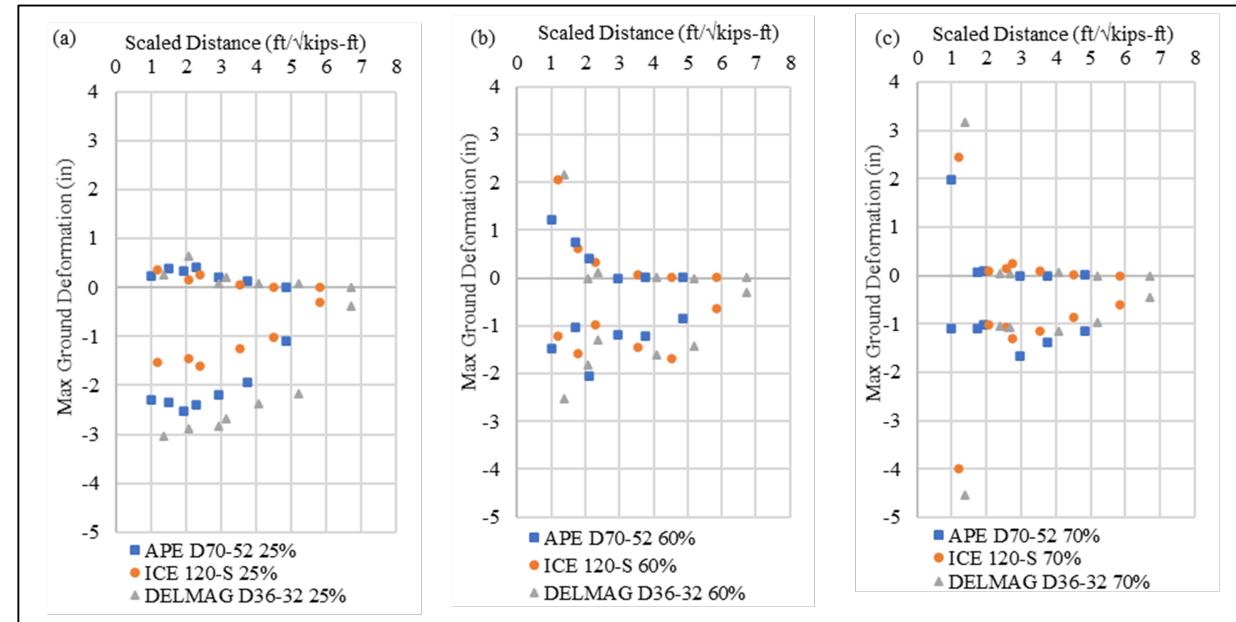 (a)
Scaled Distance (ft/√kips-ft)
0 1 2 3 4 5 6 7 8
Max Ground Deformation (in)
4
3
2
1
0
-1
-2
-3
-4
-5
APE D70-52 25%
ICE 120-S 25%
DELMAG D36-32 25%
(b)
Scaled Distance (ft/√kips-ft)
0 1 2 3 4 5 6 7 8
Max Ground Deformation (in)
4
3
2
1
0
-1
-2
-3
-4
-5
APE D70-52 60%
ICE 120-S 60%
DELMAG D36-32 60%
(c)
Scaled Distance (ft/√kips-ft)
0 1 2 3 4 5 6 7 8
Max Ground Deformation (in)
4
3
2
1
0
-1
-2
-3
-4
-5
APE D70-52 70%
ICE 120-S 70%
DELMAG D36-32 70%